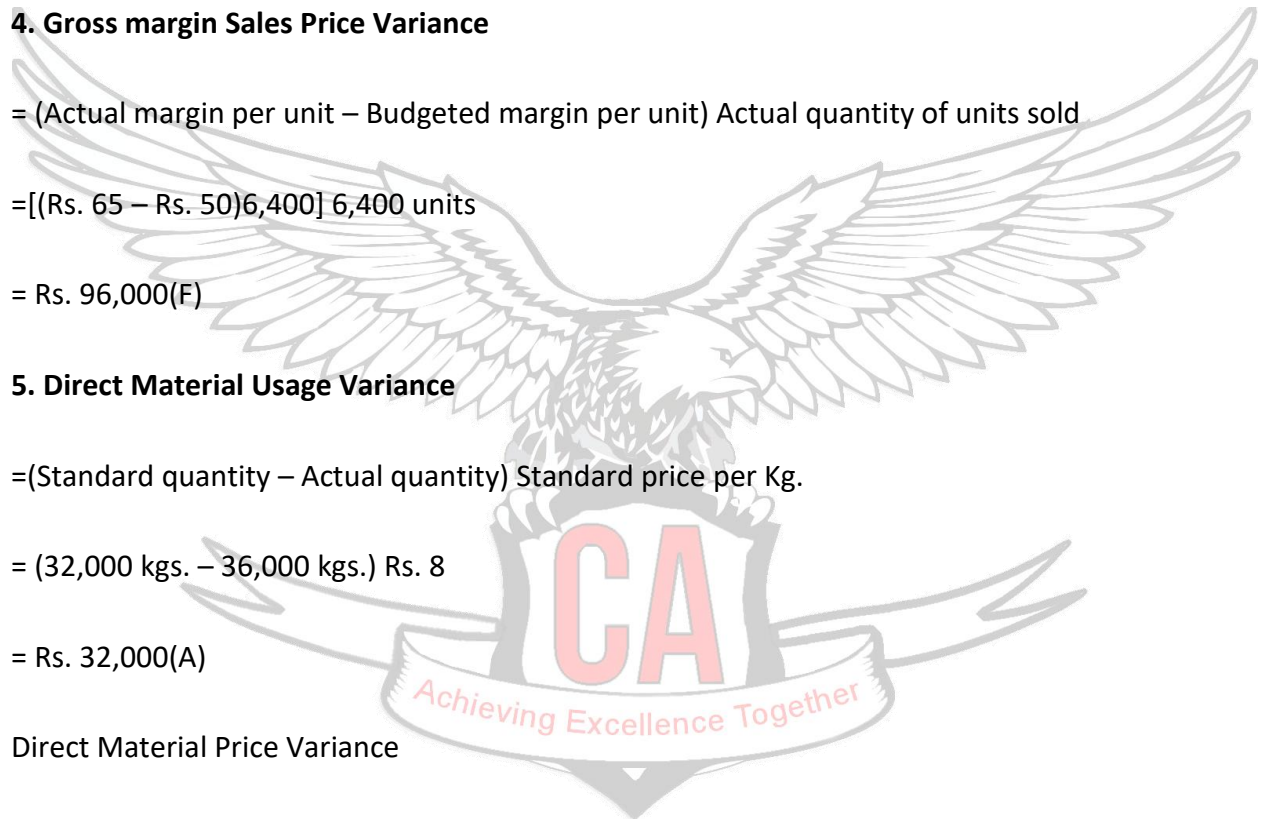 4. Gross margin Sales Price Variance
= (Actual margin per unit – Budgeted margin per unit) Actual quantity of units sold
=[(Rs. 65 – Rs. 50)6,400] 6,400 units
= Rs. 96,000(F)
5. Direct Material Usage Variance
=(Standard quantity – Actual quantity) Standard price per Kg.
= (32,000 kgs. – 36,000 kgs.) Rs. 8
= Rs. 32,000(A)
Direct Material Price Variance
CA
Achieving Excellence Together